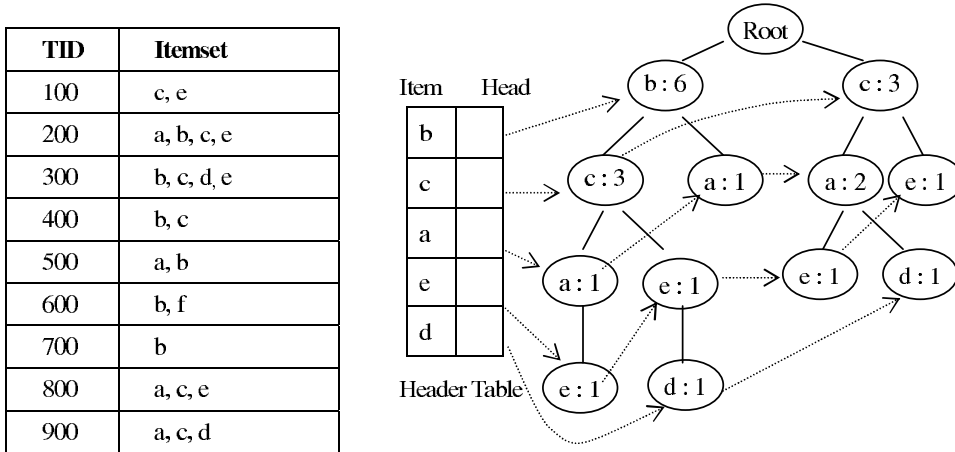 TID Itemset
100 c, e
200 a, b, c, e
300 b, c, d, e
400 b, c
500 a, b
600 b, f
700 b
800 a, c, e
900 a, c, d
Item Head
b
c
a
e
d
Header Table
Root
b : 6 c : 3
c : 3 a : 1 a : 2 e : 1
a : 1 e : 1 e : 1 d : 1
e : 1 d : 1